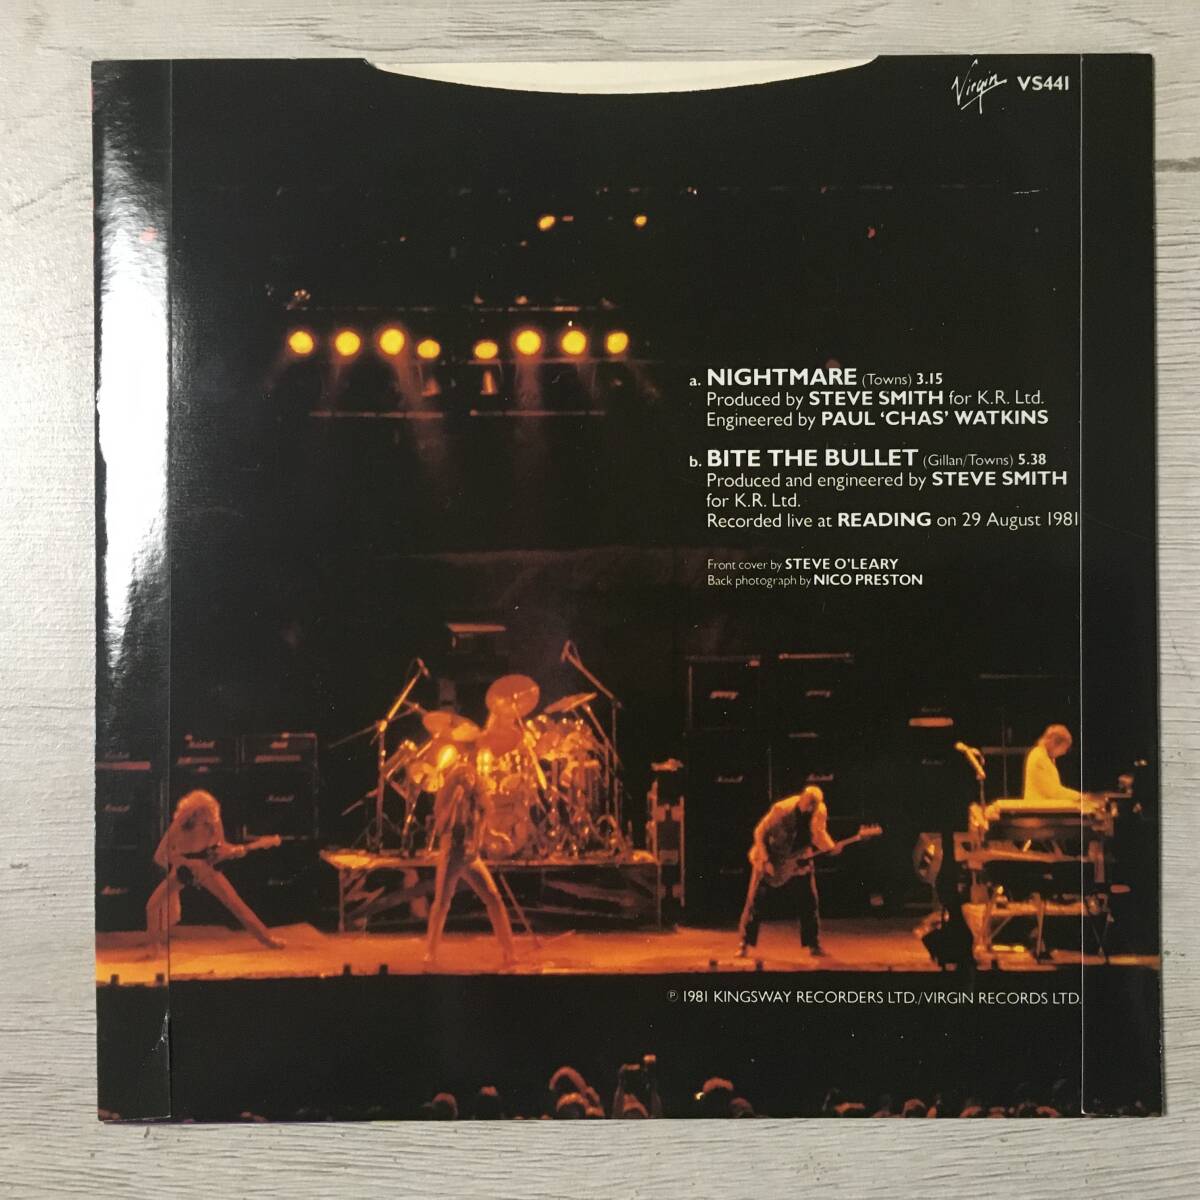 Virgin VS441
a. NIGHTMARE (Towns) 3.15
Produced by STEVE SMITH for K.R. Ltd.
Engineered by PAUL ‘CHAS’ WATKINS
b. BITE THE BULLET (Gillan/Towns) 5.38
Produced and engineered by STEVE SMITH
for K.R. Ltd.
Recorded live at READING on 29 August 1981
Front cover by STEVE O'LEARY
Back photograph by NICO PRESTON
℗ 1981 KINGSWAY RECORDERS LTD./VIRGIN RECORDS LTD.